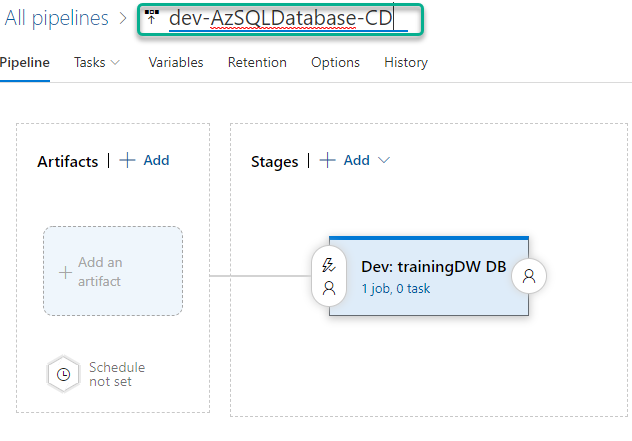 All pipelines > dev-AzSQLDatabase-CD
Pipeline Tasks Variables Retention Options History
Artifacts | + Add
Stages | + Add
+ Add an
artifact
Dev: trainingDW DB
1 job, 0 task
Schedule
not set